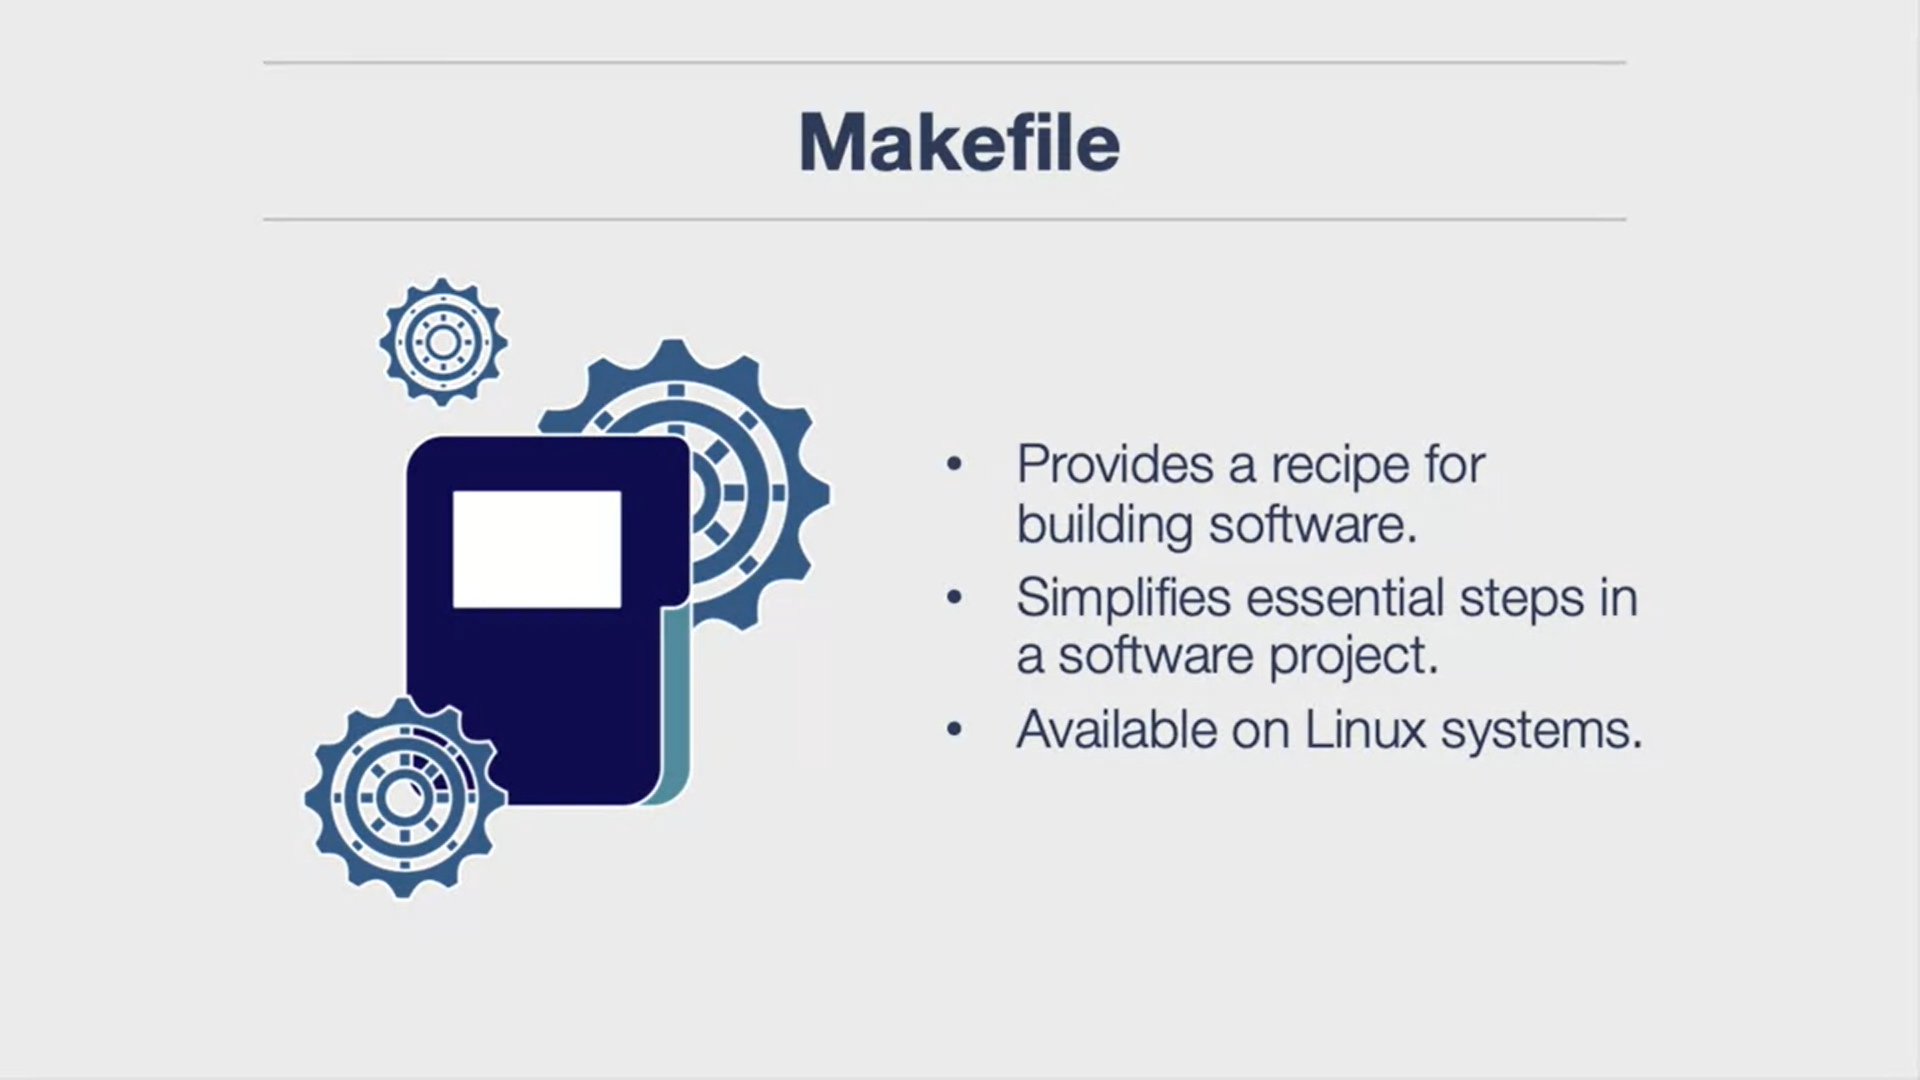 Makefile
• Provides a recipe for
building software.
• Simplifies essential steps in
a software project.
• Available on Linux systems.